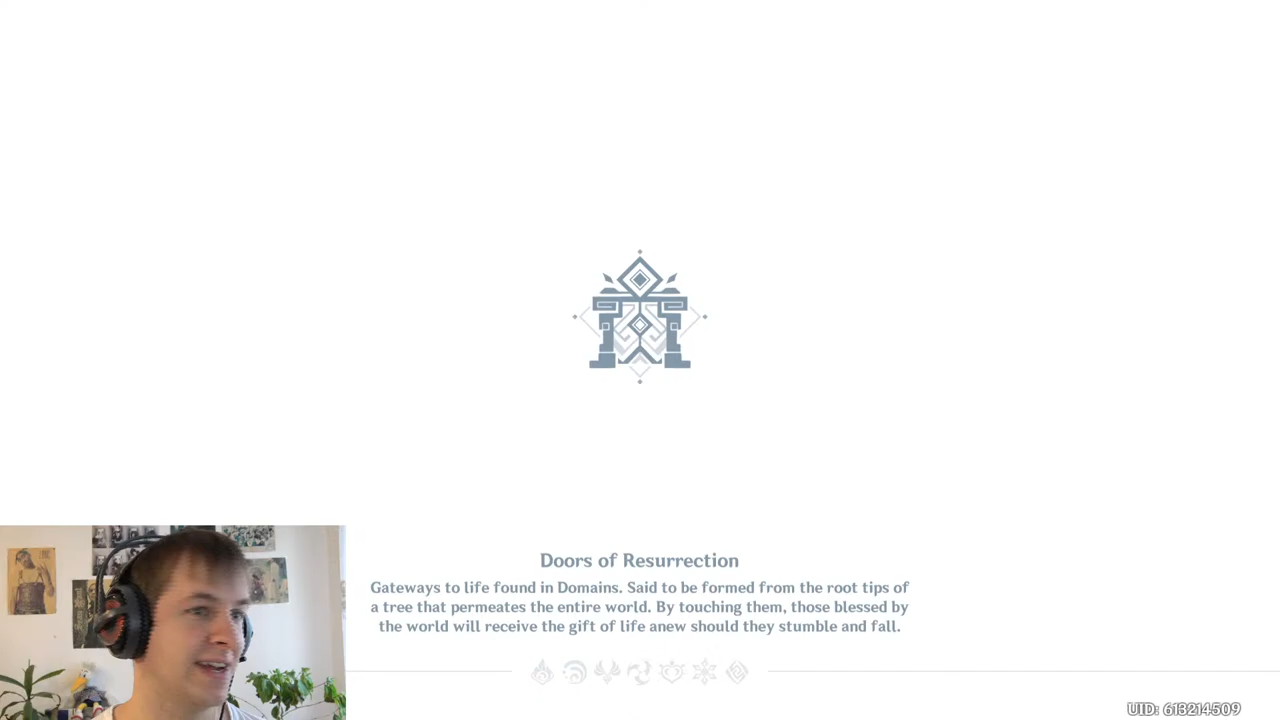 Doors of Resurrection
Gateways to life found in Domains. Said to be formed from the root tips of
a tree that permeates the entire world. By touching them, those blessed by
the world will receive the gift of life anew should they stumble and fall.
UID: 613214509